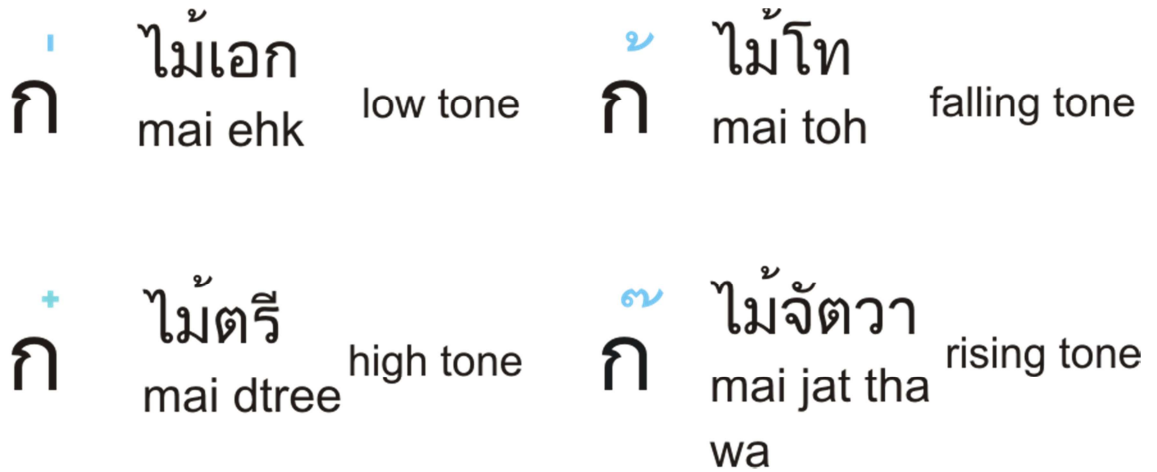 ก่
ไม้เอก
mai ehk
low tone
ก้
ไม้โท
mai toh
falling tone
ก๋
ไม้ตรี
mai dtree
high tone
ก๊
ไม้จัตวา
mai jat tha
wa
rising tone